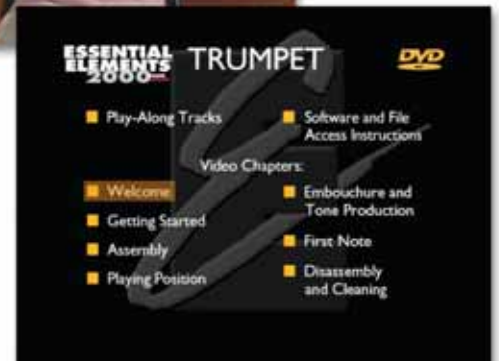 ESSENTIAL
ELEMENTS
2000
TRUMPET
DVD
Play-Along Tracks
Software and File
Access Instructions
Video Chapters:
Welcome
Getting Started
Assembly
Playing Position
Embouchure and
Tone Production
First Note
Disassembly
and Cleaning